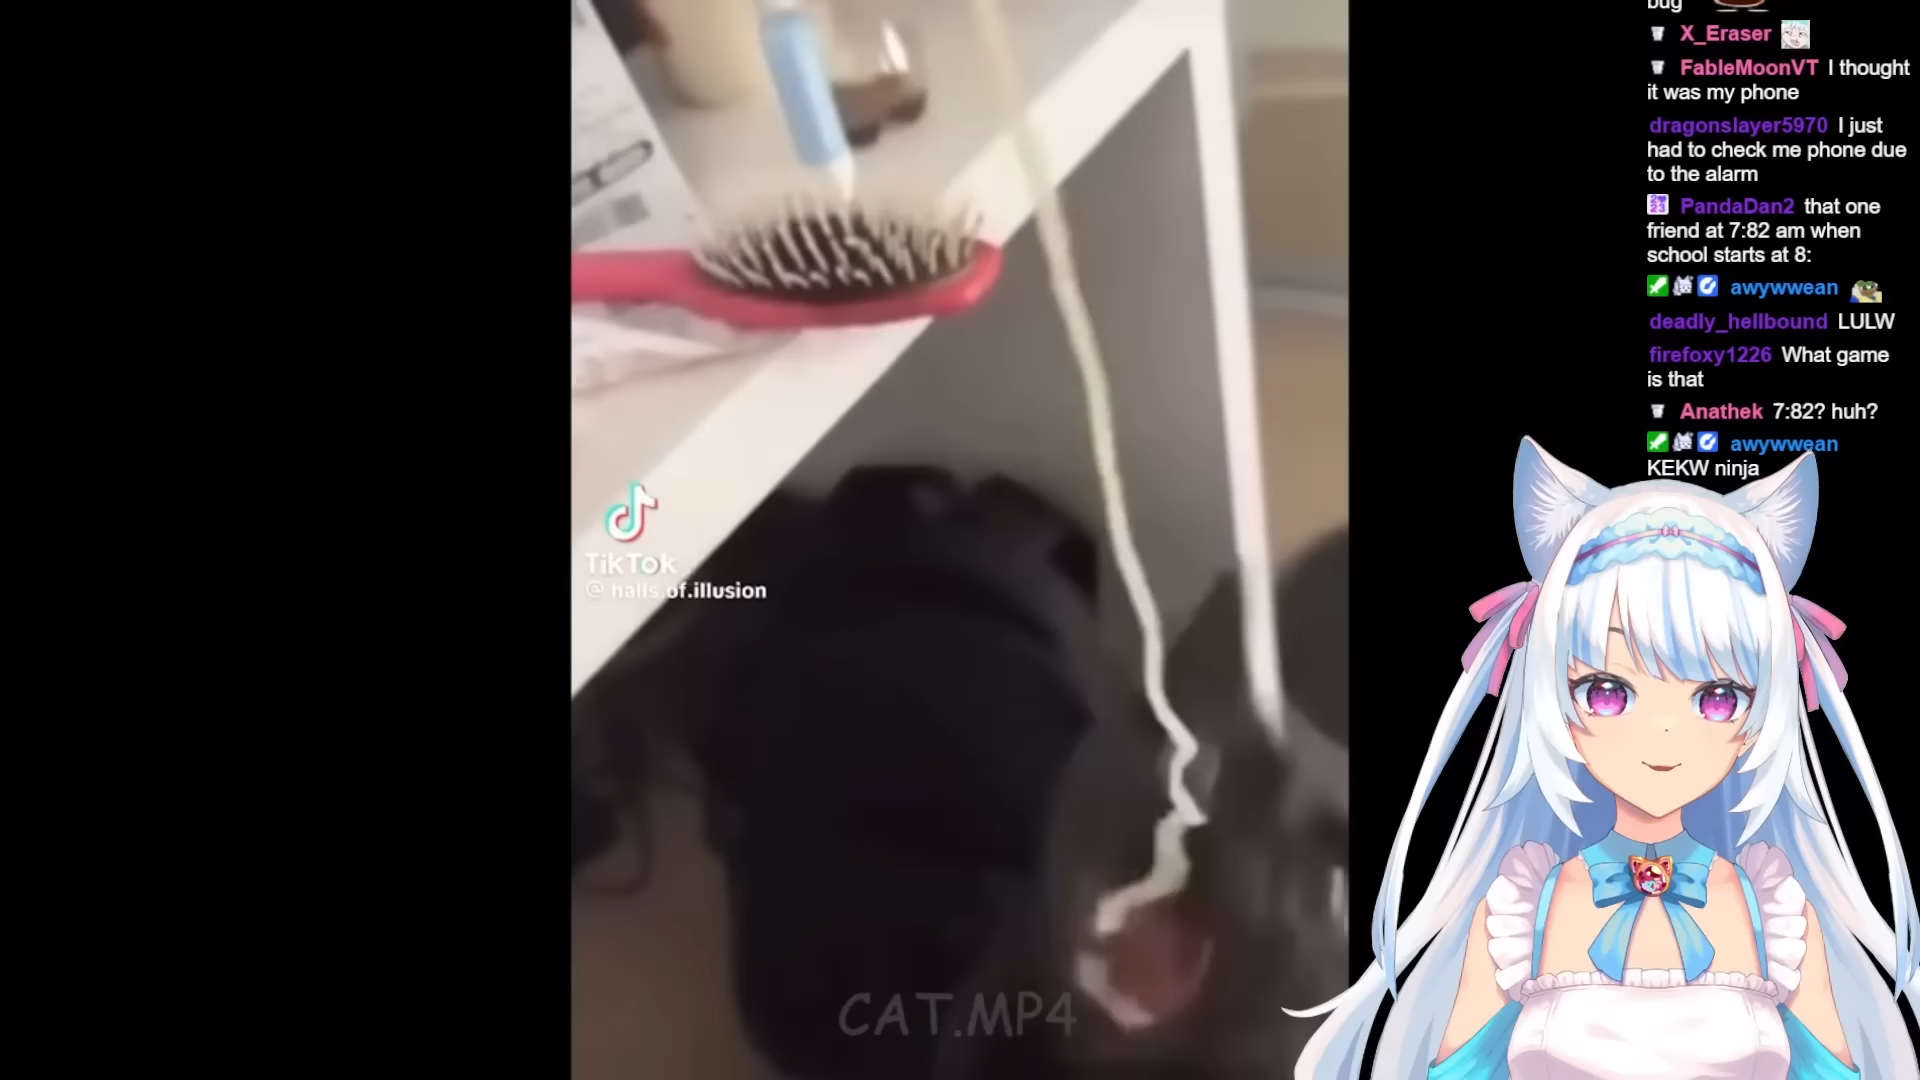 TikTok
@ halls.of.illusion
CAT.MP4
bug
X_Eraser
FableMoonVT I thought
it was my phone
dragonslayer5970 I just
had to check me phone due
to the alarm
PandaDan2 that one
friend at 7:82 am when
school starts at 8:
awywwean
deadly_hellbound LULW
firefoxy1226 What game
is that
Anathek 7:82? huh?
awywwean
KEKW ninja